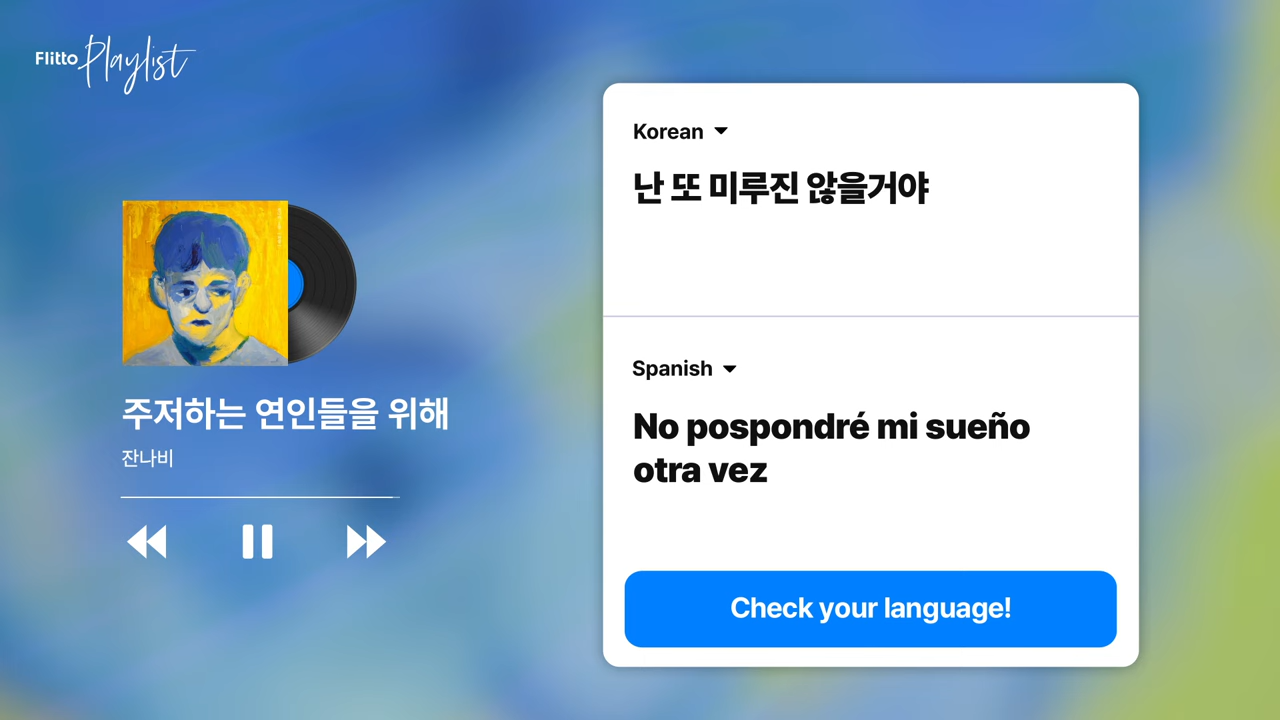 Flitto Playlist
주저하는 연인들을 위해
잔나비
Korean
난 또 미루진 않을거야
Spanish
No pospondré mi sueño
otra vez
Check your language!